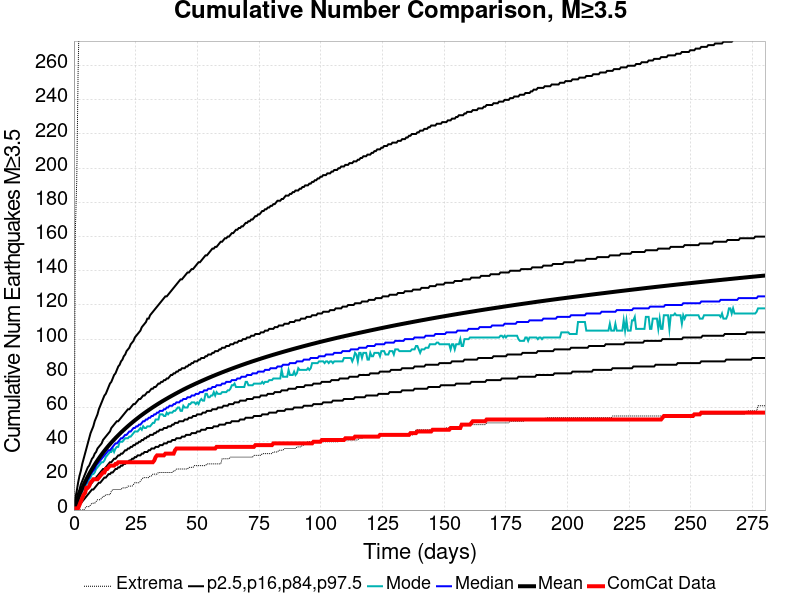 Cumulative Number Comparison, M≥3.5
Cumulative Num Earthquakes M≥3.5
260
240
220
200
180
160
140
120
100
80
60
40
20
0
0 25 50 75 100 125 150 175 200 225 250 275
Time (days)
Extrema p2.5,p16,p84,p97.5 Mode Median Mean ComCat Data